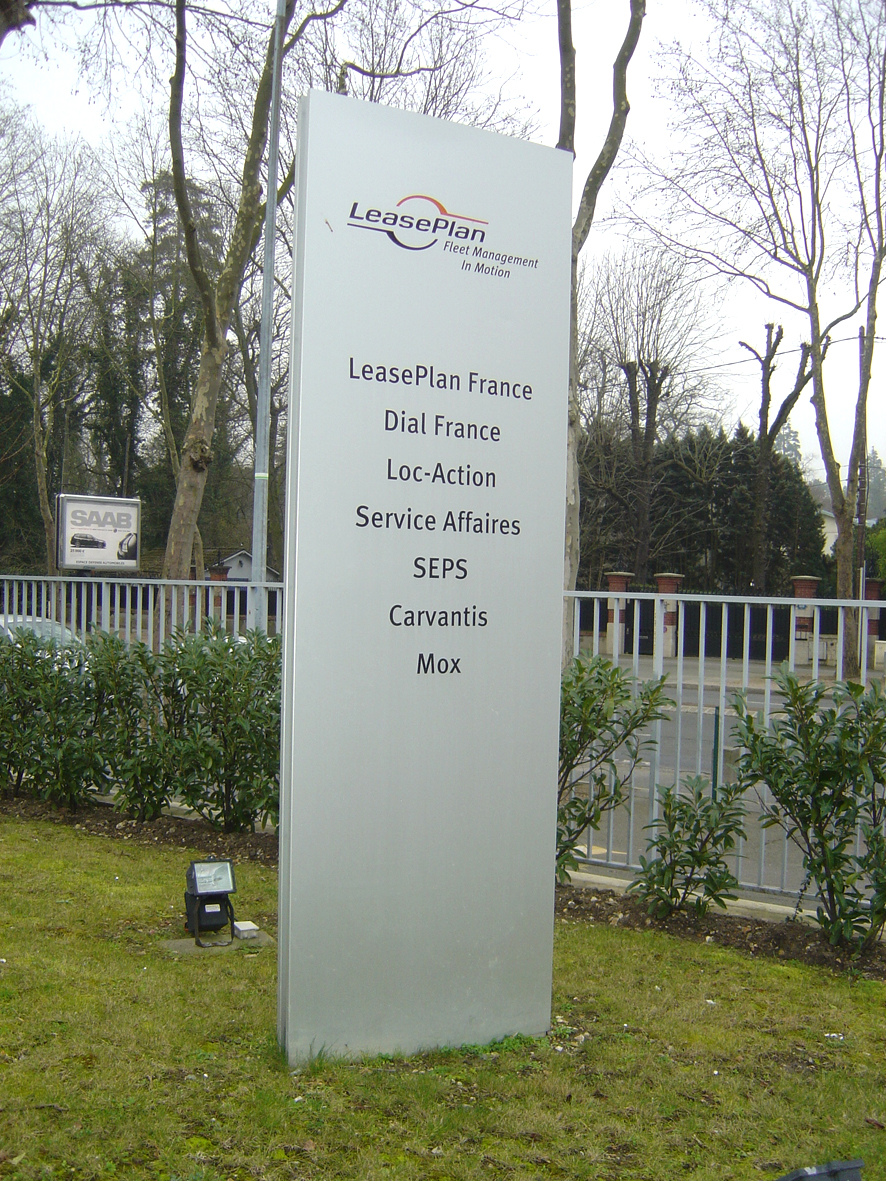 LeasePlan
Fleet Management
In Motion
LeasePlan France
Dial France
Loc-Action
Service Affaires
SEPS
Carvantis
Mox
SAAB